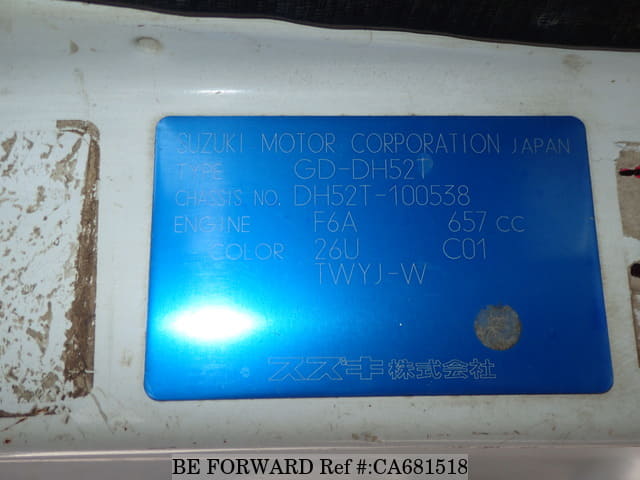 SUZUKI MOTOR CORPORATION JAPAN
TYPE GD-DH52T
CHASSIS NO. DH52T-100538
ENGINE F6A 657 CC
COLOR 26U C01
TWYJ-W
スズキ株式会社
BE FORWARD Ref #:CA681518